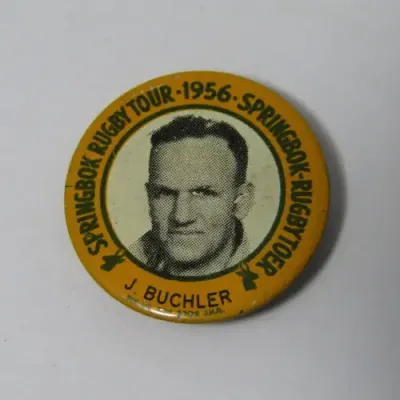 SPRINGBOK RUGBY TOUR · 1956 · SPRINGBOK-RUGBYTOER
J. BUCHLER